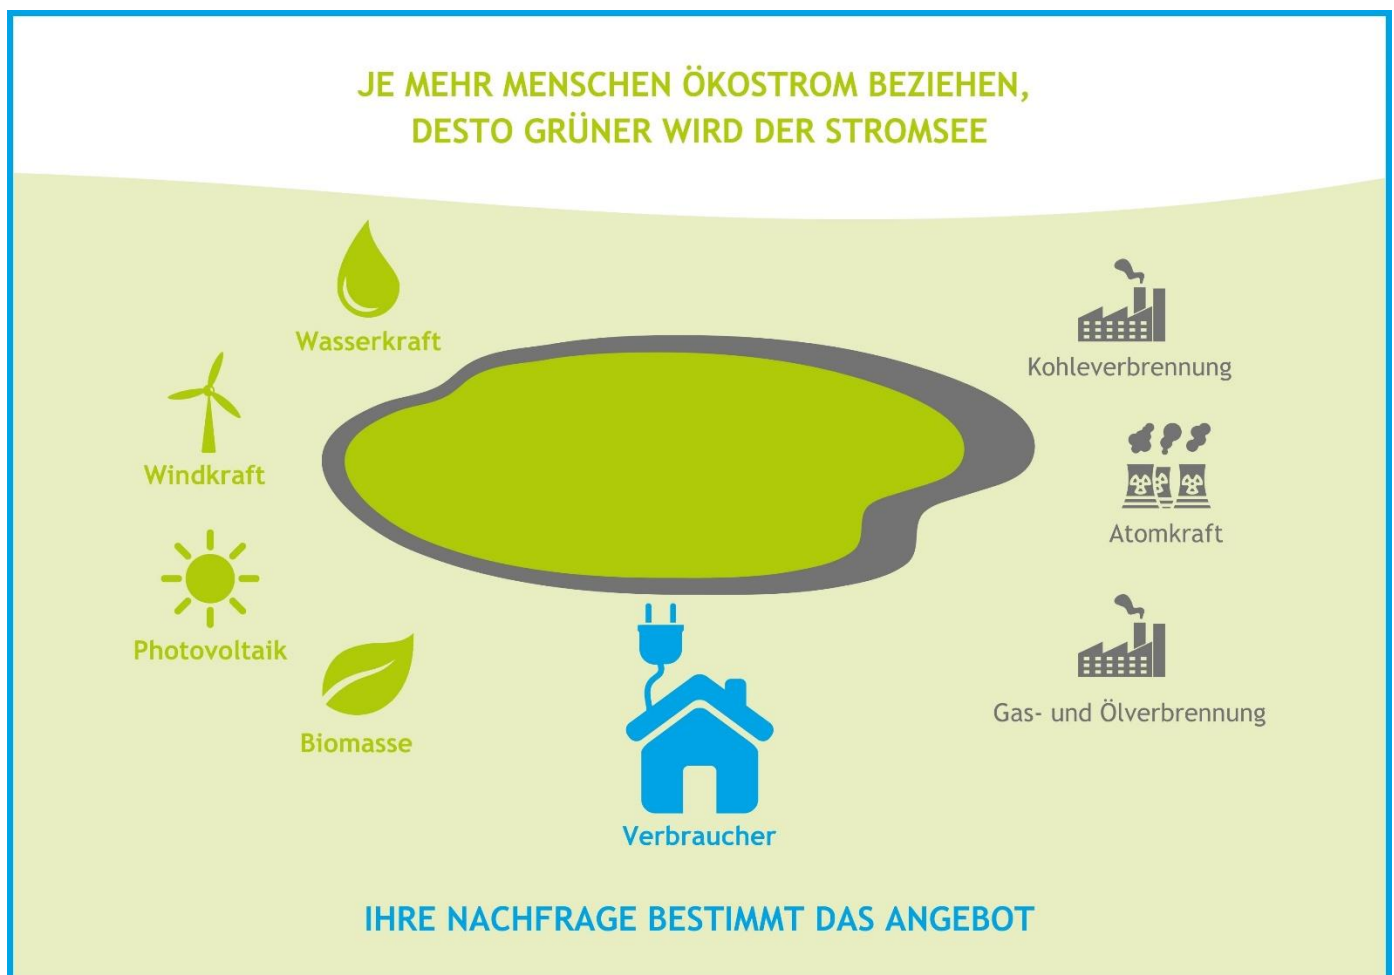 JE MEHR MENSCHEN ÖKOSTROM BEZIEHEN,
DESTO GRÜNER WIRD DER STROMSEE
Wasserkraft
Windkraft
Photovoltaik
Biomasse
Kohleverbrennung
Atomkraft
Gas- und Ölverbrennung
Verbraucher
IHRE NACHFRAGE BESTIMMT DAS ANGEBOT